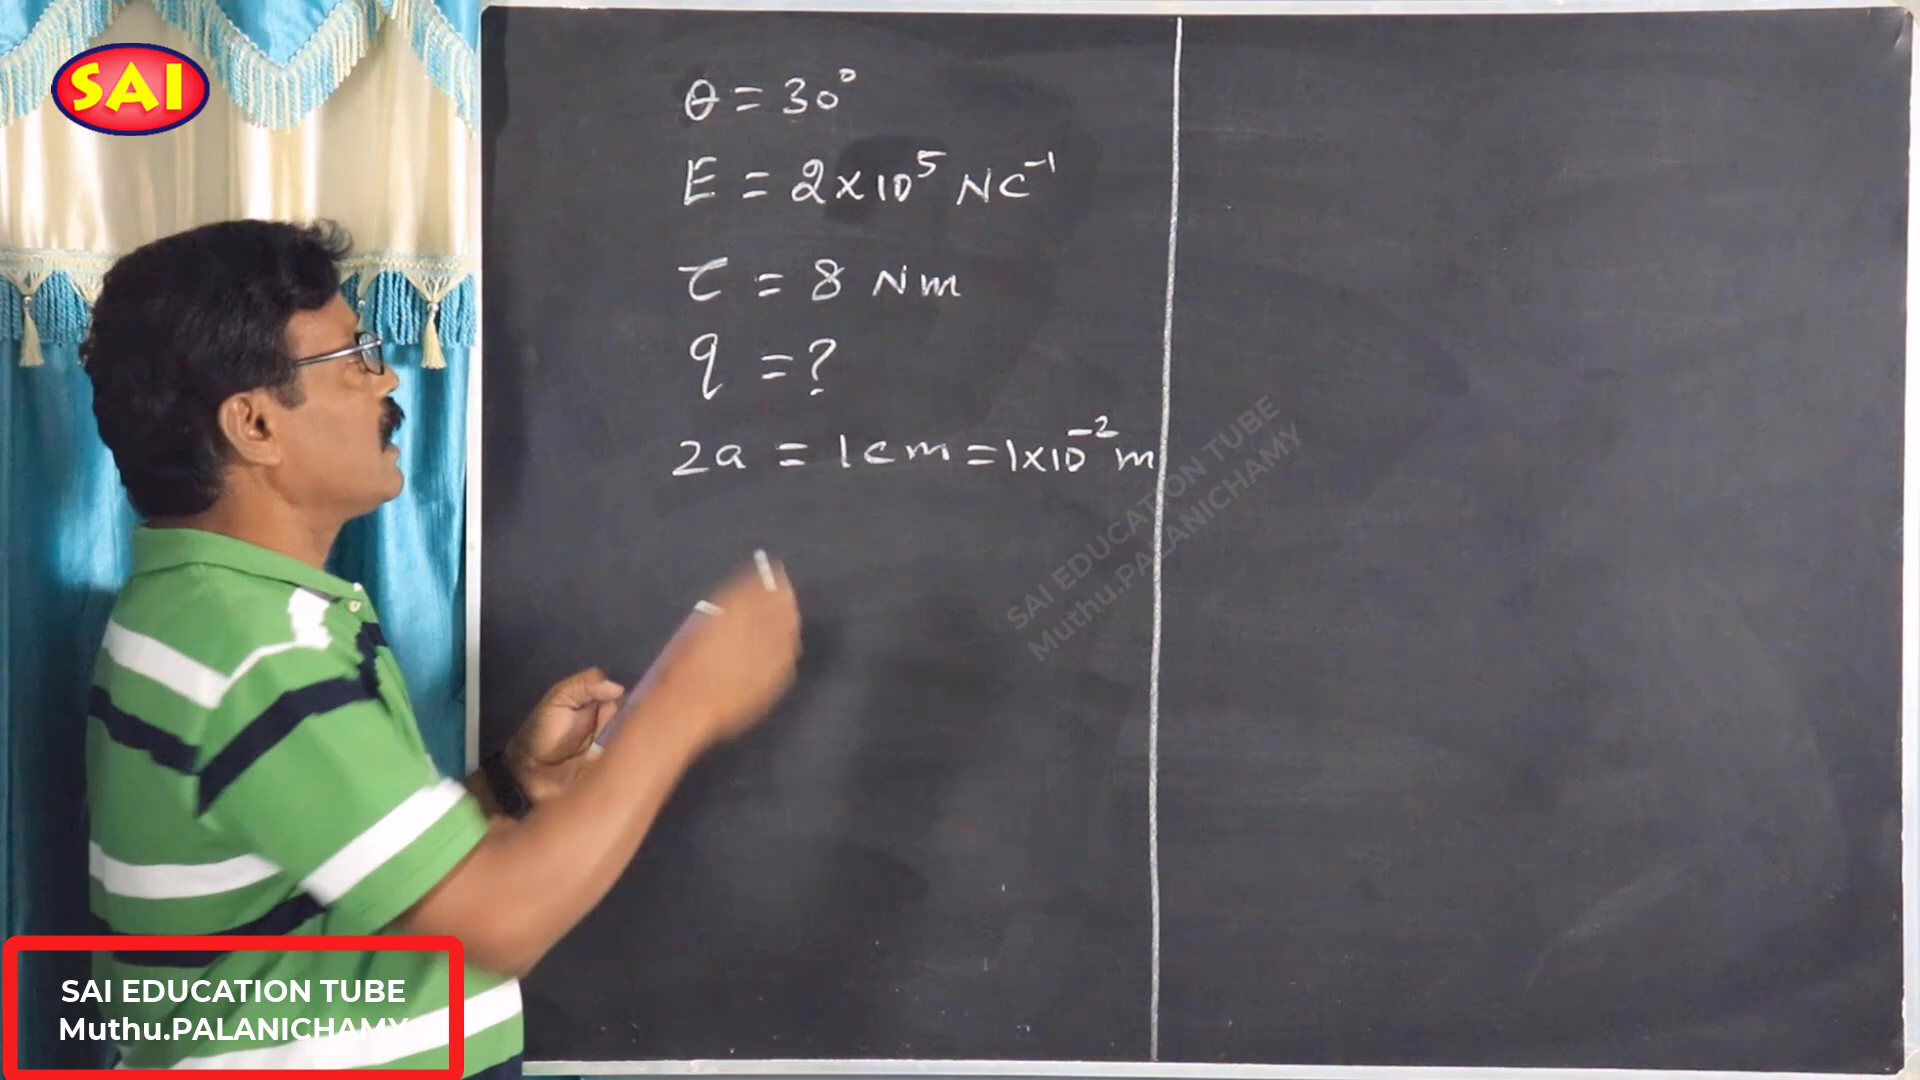 SAI
θ = 30°
E = 2×10⁵ NC⁻¹
τ = 8 Nm
q = ?
2a = 1cm = 1×10⁻² m
SAI EDUCATION TUBE
Muthu.PALANICHAMY
SAI EDUCATION TUBE
Muthu.PALANICHAMY